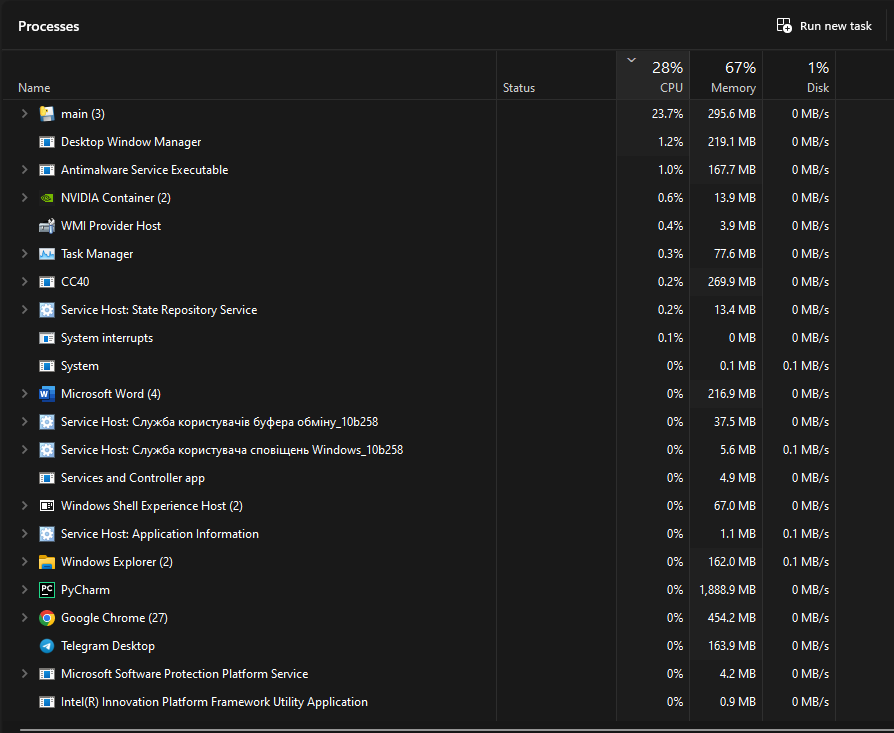 Processes
Run new task
28% 67% 1%
Name Status CPU Memory Disk
main (3) 23.7% 295.6 MB 0 MB/s
Desktop Window Manager 1.2% 219.1 MB 0 MB/s
Antimalware Service Executable 1.0% 167.7 MB 0 MB/s
NVIDIA Container (2) 0.6% 13.9 MB 0 MB/s
WMI Provider Host 0.4% 3.9 MB 0 MB/s
Task Manager 0.3% 77.6 MB 0 MB/s
CC40 0.2% 269.9 MB 0 MB/s
Service Host: State Repository Service 0.2% 13.4 MB 0 MB/s
System interrupts 0.1% 0 MB 0 MB/s
System 0% 0.1 MB 0.1 MB/s
W Microsoft Word (4) 0% 216.9 MB 0 MB/s
Service Host: Служба користувачів буфера обміну_10b258 0% 37.5 MB 0 MB/s
Service Host: Служба користувача сповіщень Windows_10b258 0% 5.6 MB 0.1 MB/s
Services and Controller app 0% 4.9 MB 0 MB/s
Windows Shell Experience Host (2) 0% 67.0 MB 0 MB/s
Service Host: Application Information 0% 1.1 MB 0.1 MB/s
Windows Explorer (2) 0% 162.0 MB 0.1 MB/s
PC PyCharm 0% 1,888.9 MB 0 MB/s
Google Chrome (27) 0% 454.2 MB 0 MB/s
Telegram Desktop 0% 163.9 MB 0 MB/s
Microsoft Software Protection Platform Service 0% 4.2 MB 0 MB/s
Intel(R) Innovation Platform Framework Utility Application 0% 0.9 MB 0 MB/s